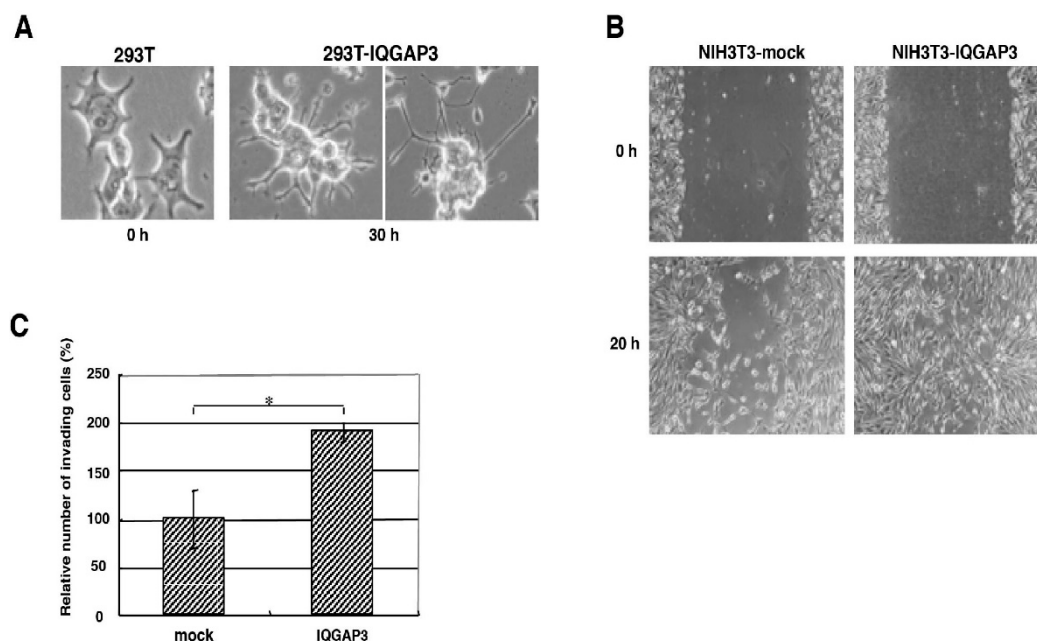 A
293T
293T-IQGAP3
0 h
30 h
B
NIH3T3-mock
NIH3T3-IQGAP3
0 h
20 h
C
Relative number of invading cells (%)
250
200
150
100
50
0
*
mock
IQGAP3